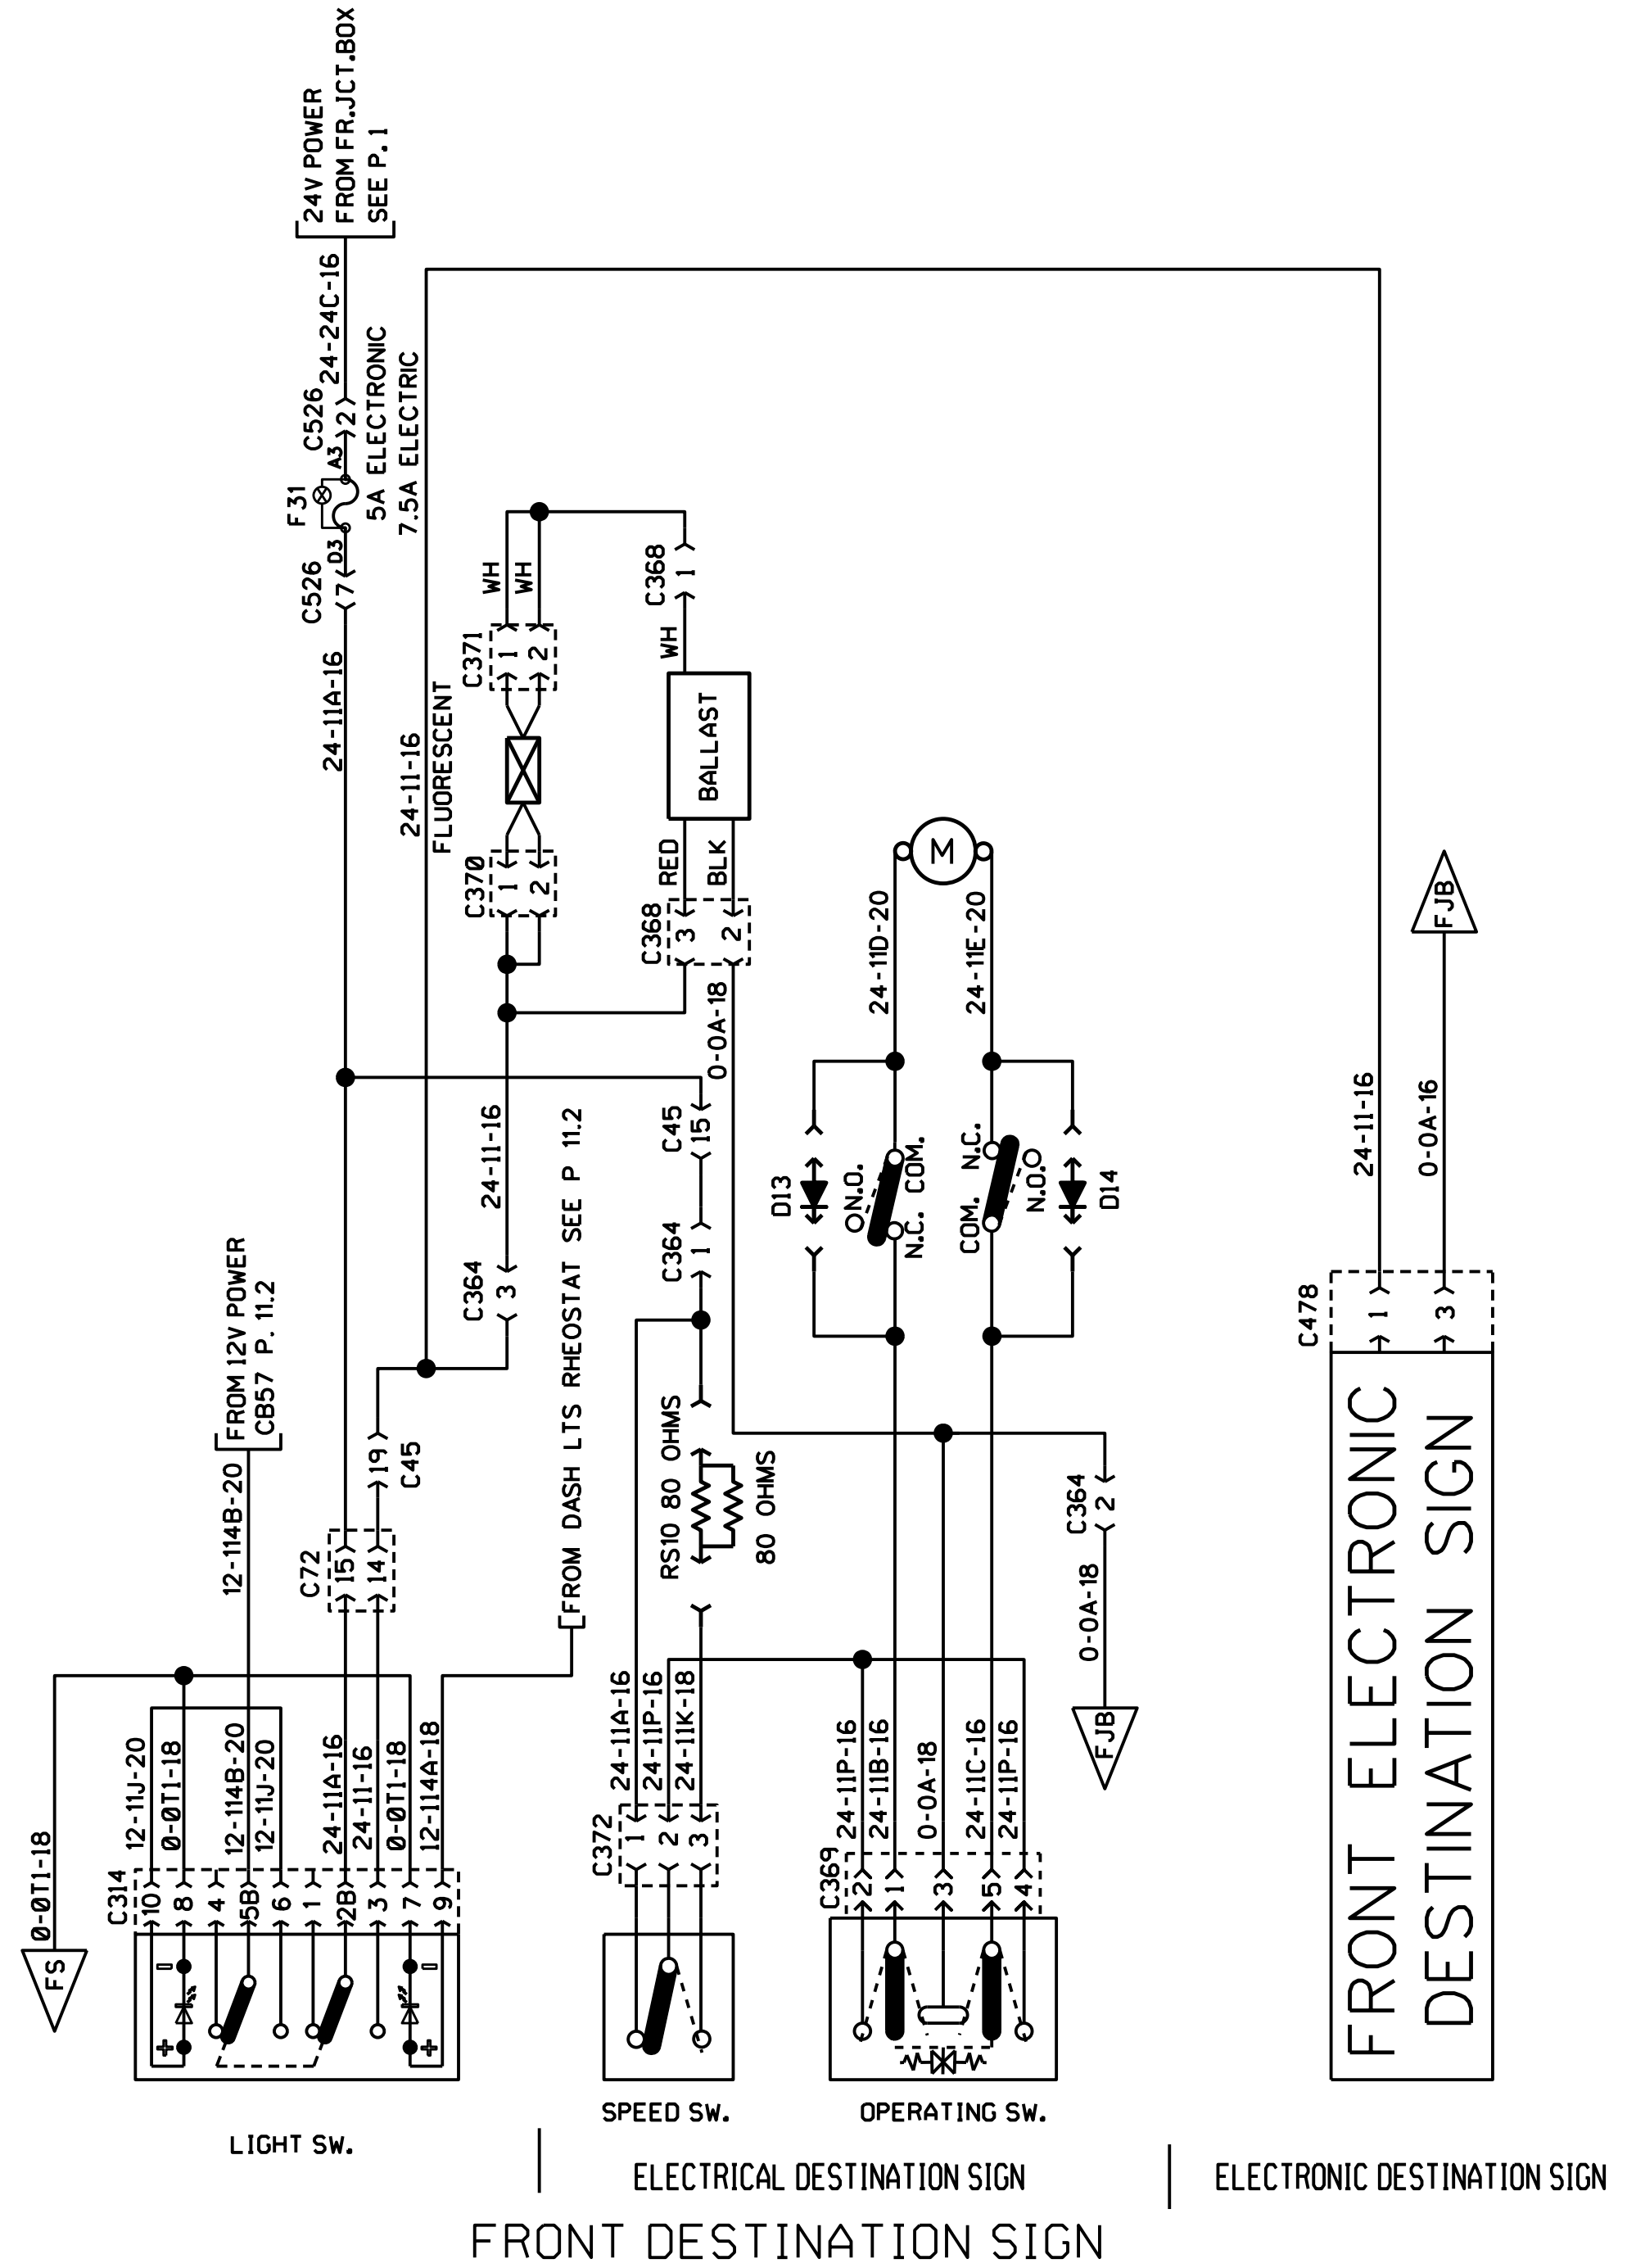 24V POWER
FROM FR.JCT.BOX
SEE P. 1
24-24C-16
C526
2
A3
F31
5A ELECTRONIC
7.5A ELECTRIC
D3
C526
7
24-11A-16
24-11-16
FLUORESCENT
WH
WH
C371
1
2
C368
1
WH
BALLAST
C370
1
2
RED
BLK
C368
3
2
0-0A-18
M
24-11D-20
24-11E-20
FJB
24-11-16
0-0A-16
24-11-16
C45
15
C364
1
C364
3
FROM DASH LTS RHEOSTAT SEE P 11.2
D13
N.O.
COM.
N.C.
N.C.
COM.
N.O.
D14
FROM 12V POWER
CB57 P. 11.2
12-114B-20
C478
1
3
19
C45
C72
15
14
RS10 80 OHMS
80 OHMS
C364
2
0-0A-18
FJB
FRONT ELECTRONIC
DESTINATION SIGN
0-0T1-18
FS
12-11J-20
0-0T1-18
12-114B-20
12-11J-20
24-11A-16
24-11-16
0-0T1-18
12-114A-18
C314
10
8
4
5B
6
1
2B
3
7
9
-
+
-
+
24-11A-16
24-11P-16
24-11K-18
C372
1
2
3
24-11P-16
24-11B-16
0-0A-18
24-11C-16
24-11P-16
C369
2
1
3
5
4
LIGHT SW.
SPEED SW.
OPERATING SW.
ELECTRICAL DESTINATION SIGN
ELECTRONIC DESTINATION SIGN
FRONT DESTINATION SIGN